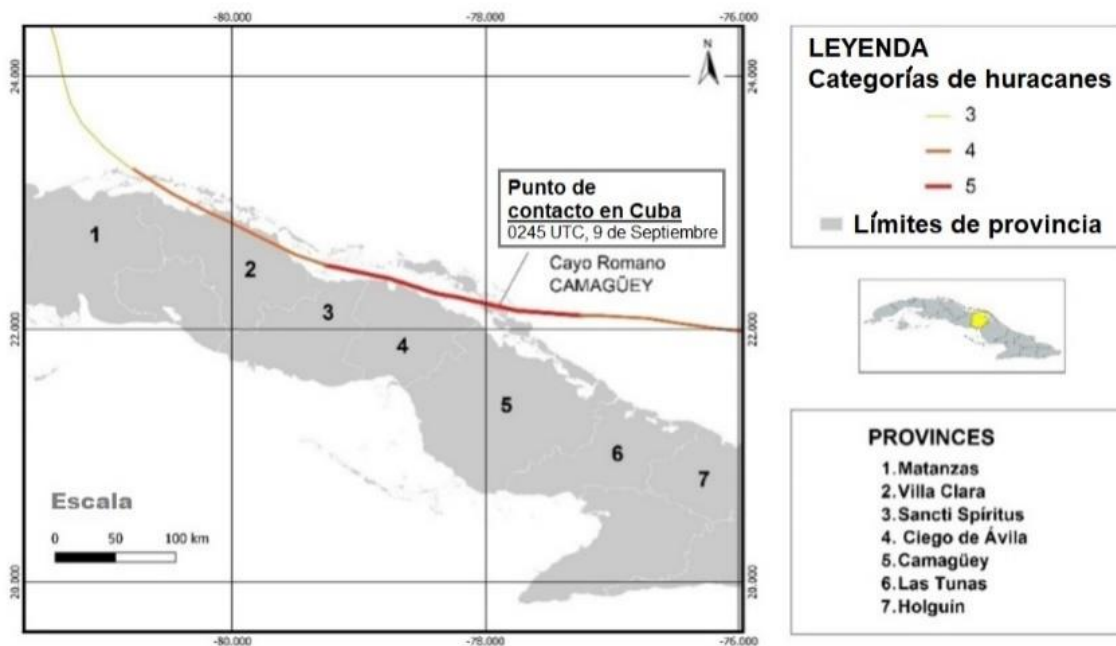 -80.000
-78.000
-76.000
24.000
22.000
20.000
N
Punto de
contacto en Cuba
0245 UTC, 9 de Septiembre
Cayo Romano
CAMAGÜEY
1
2
3
4
5
6
7
Escala
0 50 100 km
-80.000
-78.000
-76.000
24.000
22.000
20.000
LEYENDA
Categorías de huracanes
3
4
5
Límites de provincia
PROVINCES
1. Matanzas
2. Villa Clara
3. Sancti Spíritus
4. Ciego de Ávila
5. Camagüey
6. Las Tunas
7. Holguín